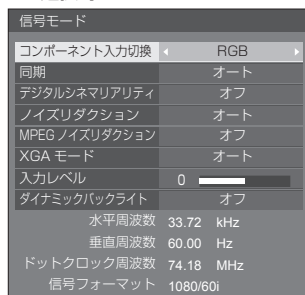 信号モード
コンポーネント入力切換 RGB
同期 オート
デジタルシネマリアリティ オフ
ノイズリダクション オート
MPEG ノイズリダクション オフ
XGA モード オート
入力レベル 0
ダイナミックバックライト オフ
水平周波数 33.72 kHz
垂直周波数 60.00 Hz
ドットクロック周波数 74.18 MHz
信号フォーマット 1080/60i